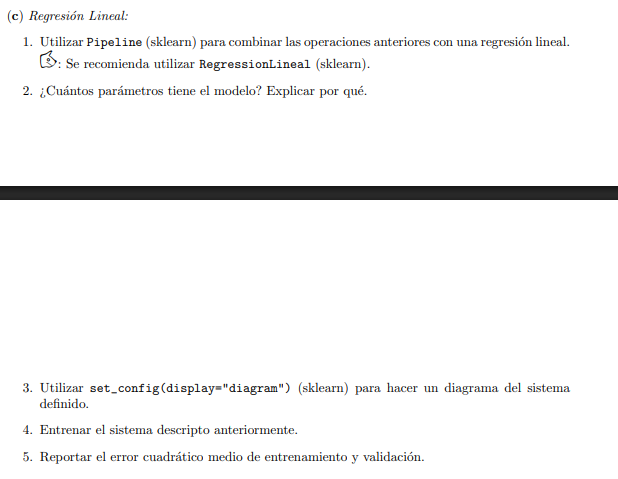 (c) Regresión Lineal:
1. Utilizar Pipeline (sklearn) para combinar las operaciones anteriores con una regresión lineal.
: Se recomienda utilizar RegressionLineal (sklearn).
2. ¿Cuántos parámetros tiene el modelo? Explicar por qué.
3. Utilizar set_config(display="diagram") (sklearn) para hacer un diagrama del sistema
definido.
4. Entrenar el sistema descripto anteriormente.
5. Reportar el error cuadrático medio de entrenamiento y validación.